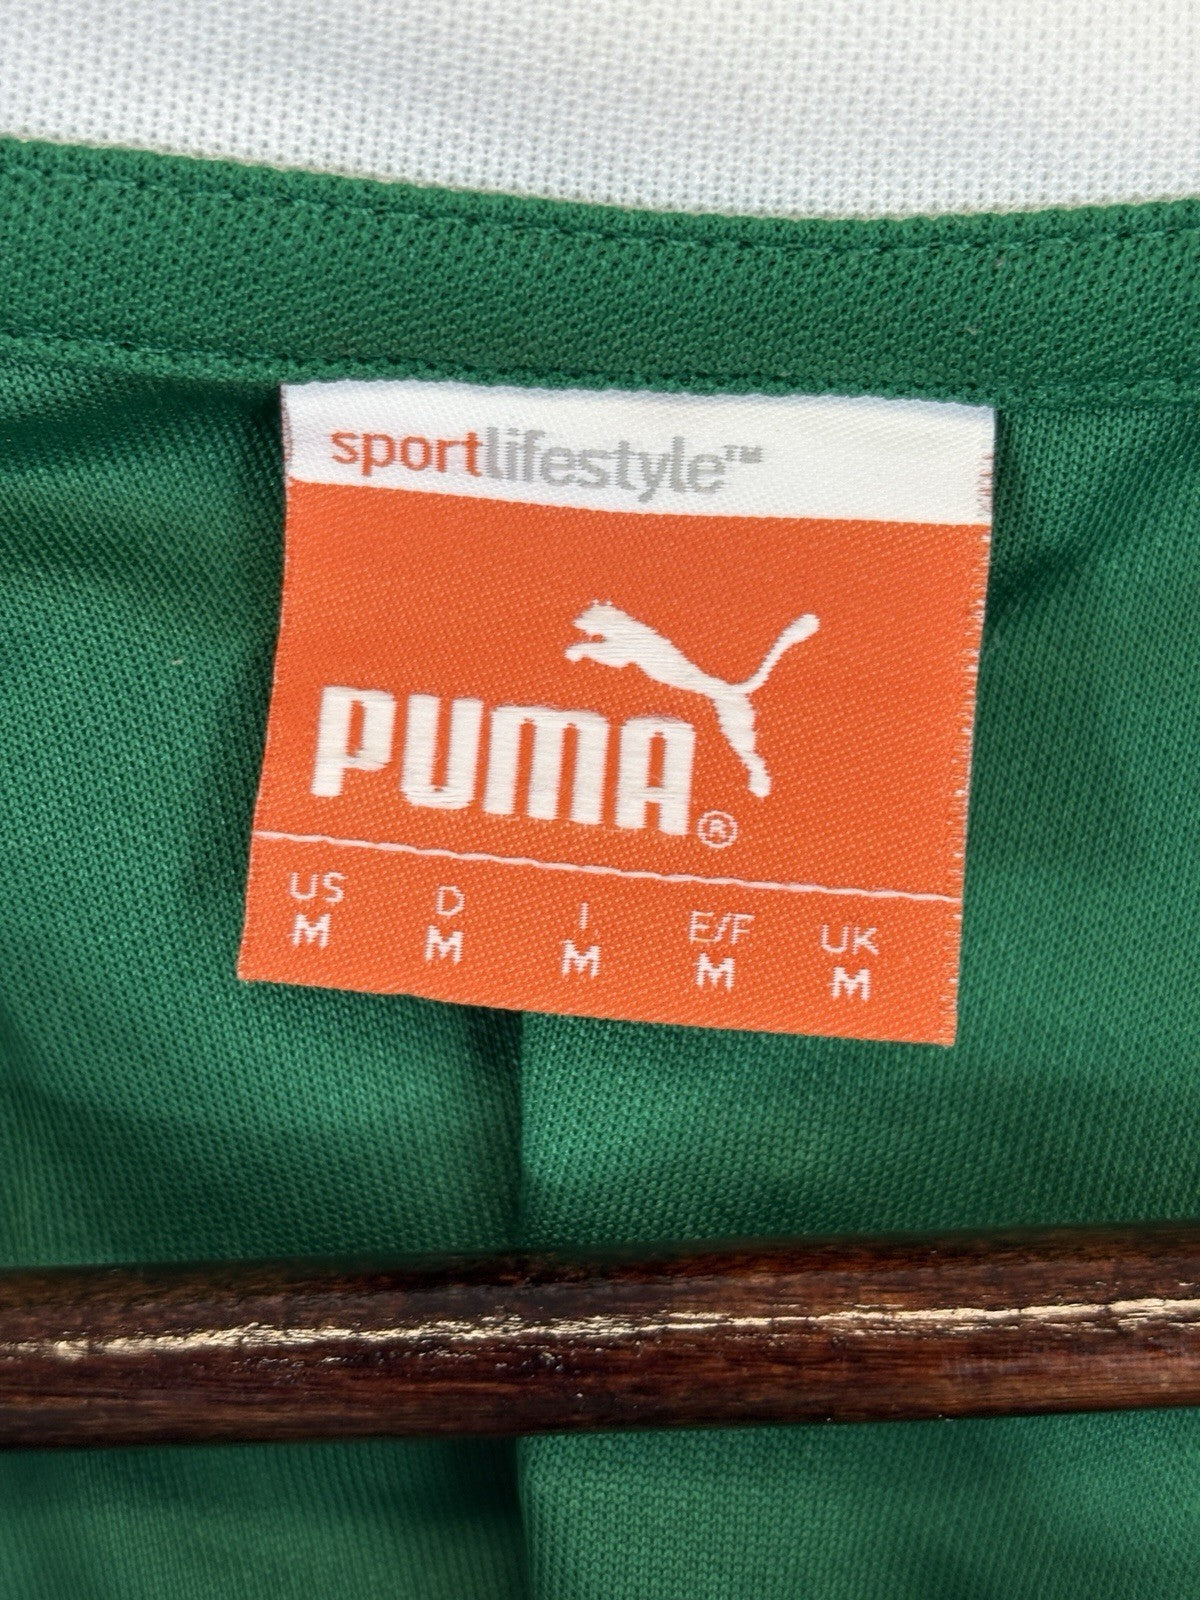 sportlifestyle™
PUMA®
US D I E/F UK
M M M M M